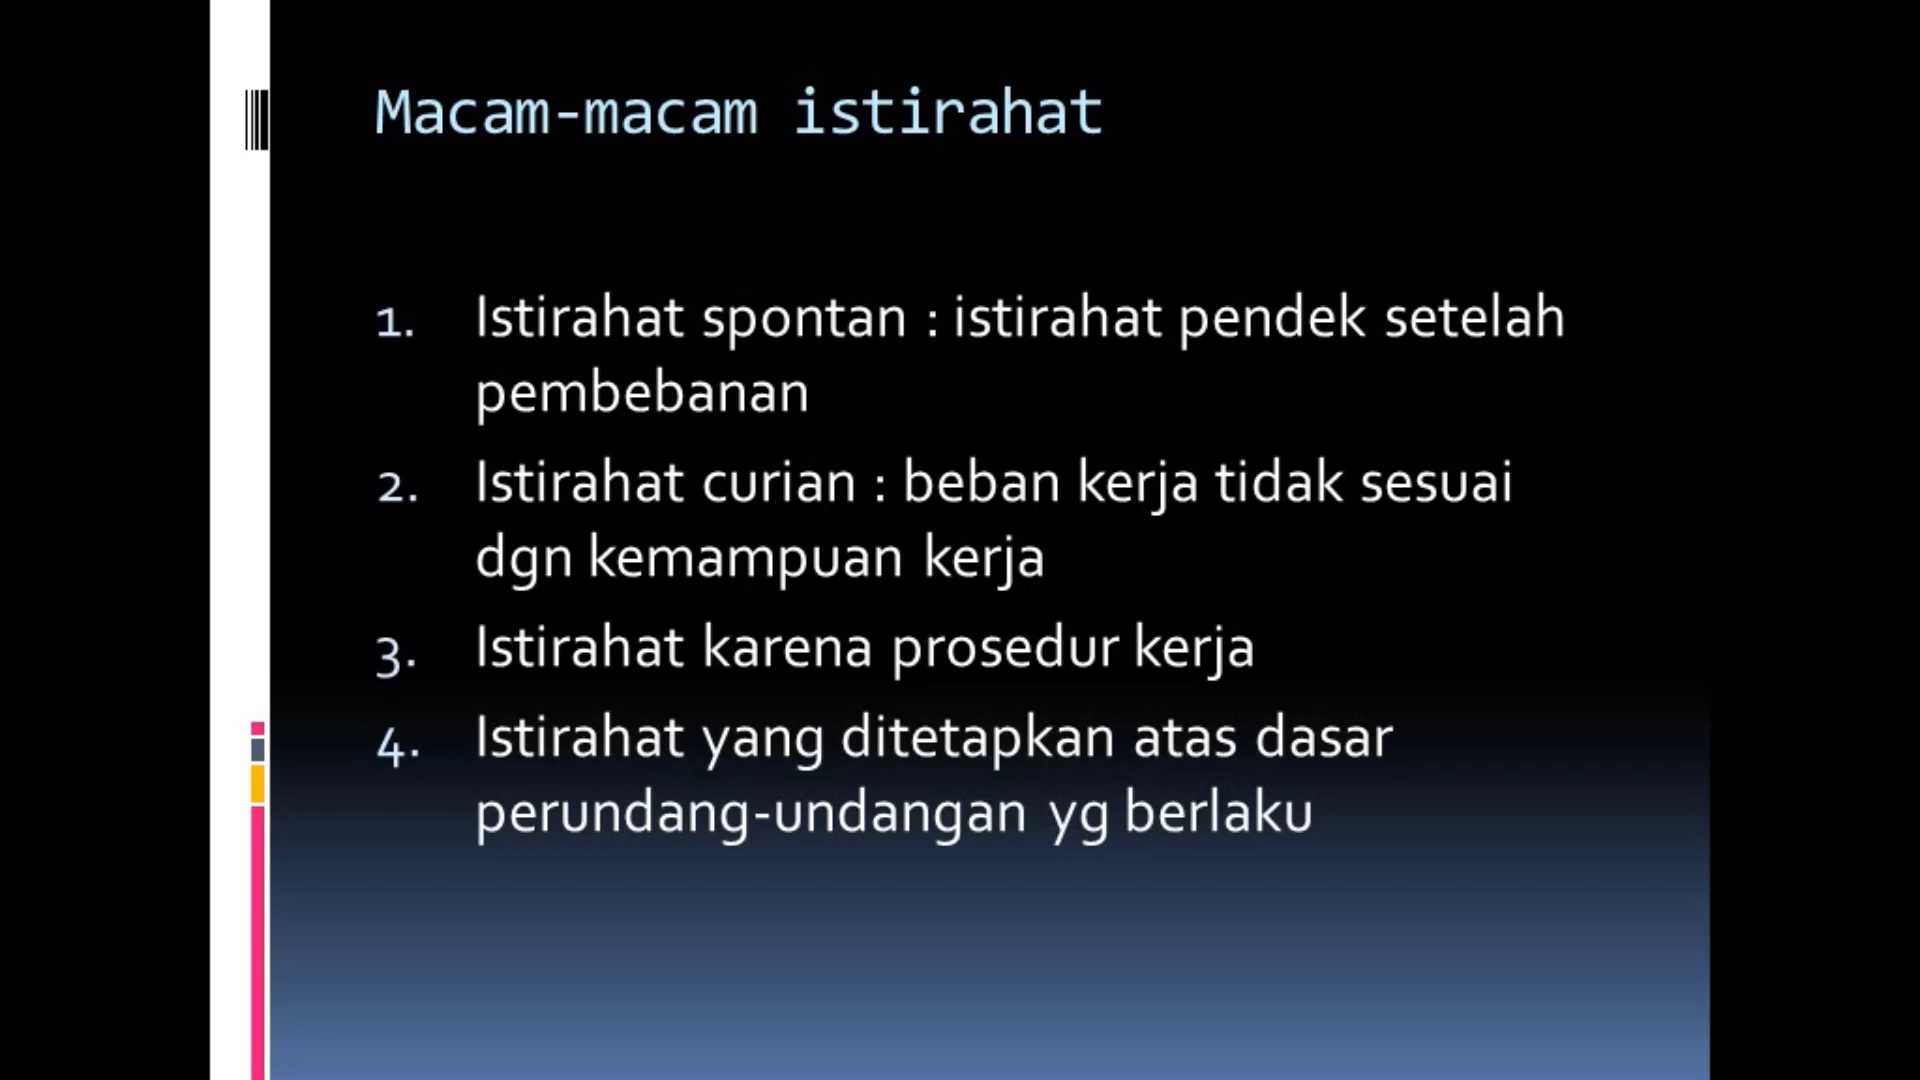 Macam-macam istirahat
1. Istirahat spontan : istirahat pendek setelah
pembebanan
2. Istirahat curian : beban kerja tidak sesuai
dgn kemampuan kerja
3. Istirahat karena prosedur kerja
4. Istirahat yang ditetapkan atas dasar
perundang-undangan yg berlaku